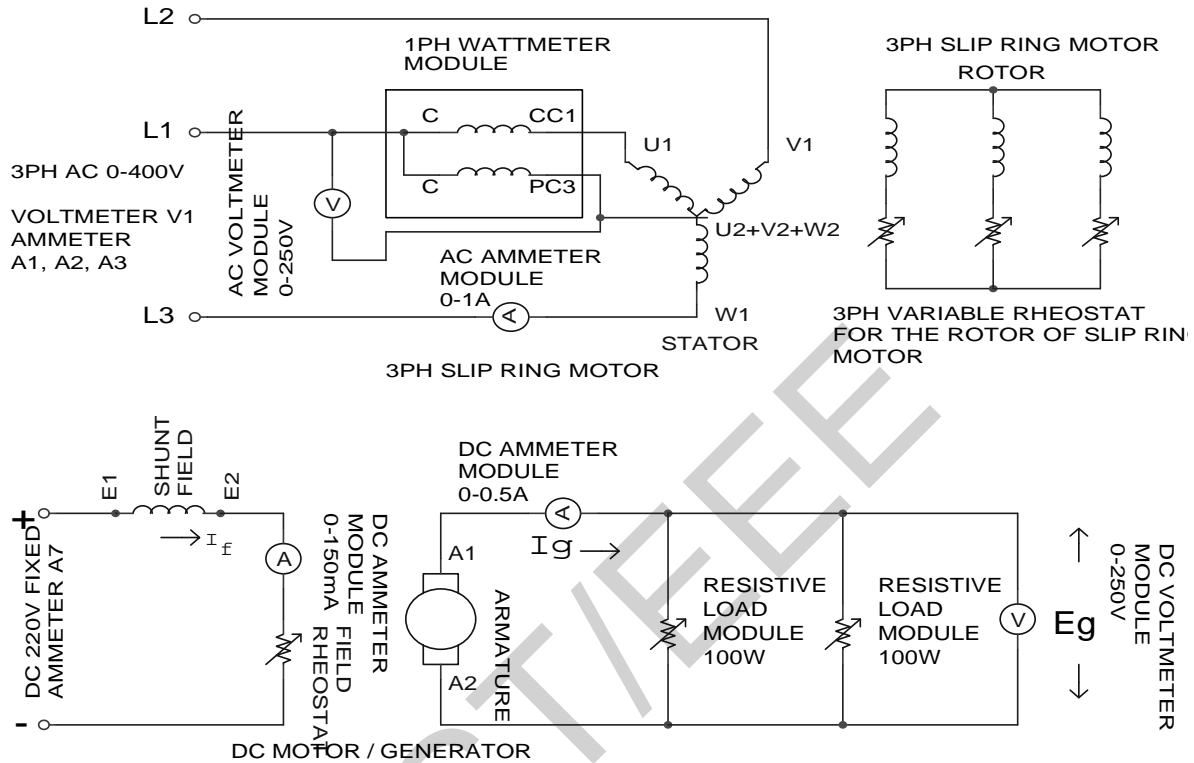 L2
1PH WATTMETER
MODULE
3PH SLIP RING MOTOR
ROTOR
L1
C
CC1
U1
V1
3PH AC 0-400V
C
PC3
V
VOLTMETER V1
AMMETER
A1, A2, A3
AC VOLTMETER
MODULE
0-250V
U2+V2+W2
AC AMMETER
MODULE
0-1A
L3
A
W1
STATOR
3PH VARIABLE RHEOSTAT
FOR THE ROTOR OF SLIP RIN
MOTOR
3PH SLIP RING MOTOR
E1
SHUNT
FIELD
E2
DC AMMETER
MODULE
0-0.5A
+
If
A
DC 220V FIXED
AMMETER A7
DC AMMETER
MODULE
0-150mA
FIELD
RHEOSTAT
A
Ig
A1
ARMATURE
A2
RESISTIVE
LOAD
MODULE
100W
RESISTIVE
LOAD
MODULE
100W
V
Eg
DC VOLTMETER
MODULE
0-250V
-
DC MOTOR / GENERATOR
ST/EEE